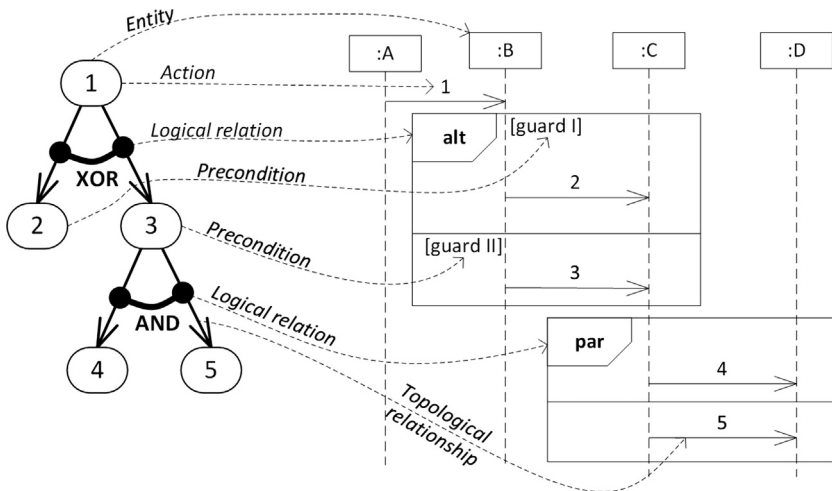 Entity
:A
:B
:C
:D
1
Action
1
Logical relation
alt
[guard I]
XOR
Precondition
2
2
3
Precondition
[guard II]
3
Logical relation
AND
par
4
5
4
Topological
relationship
5